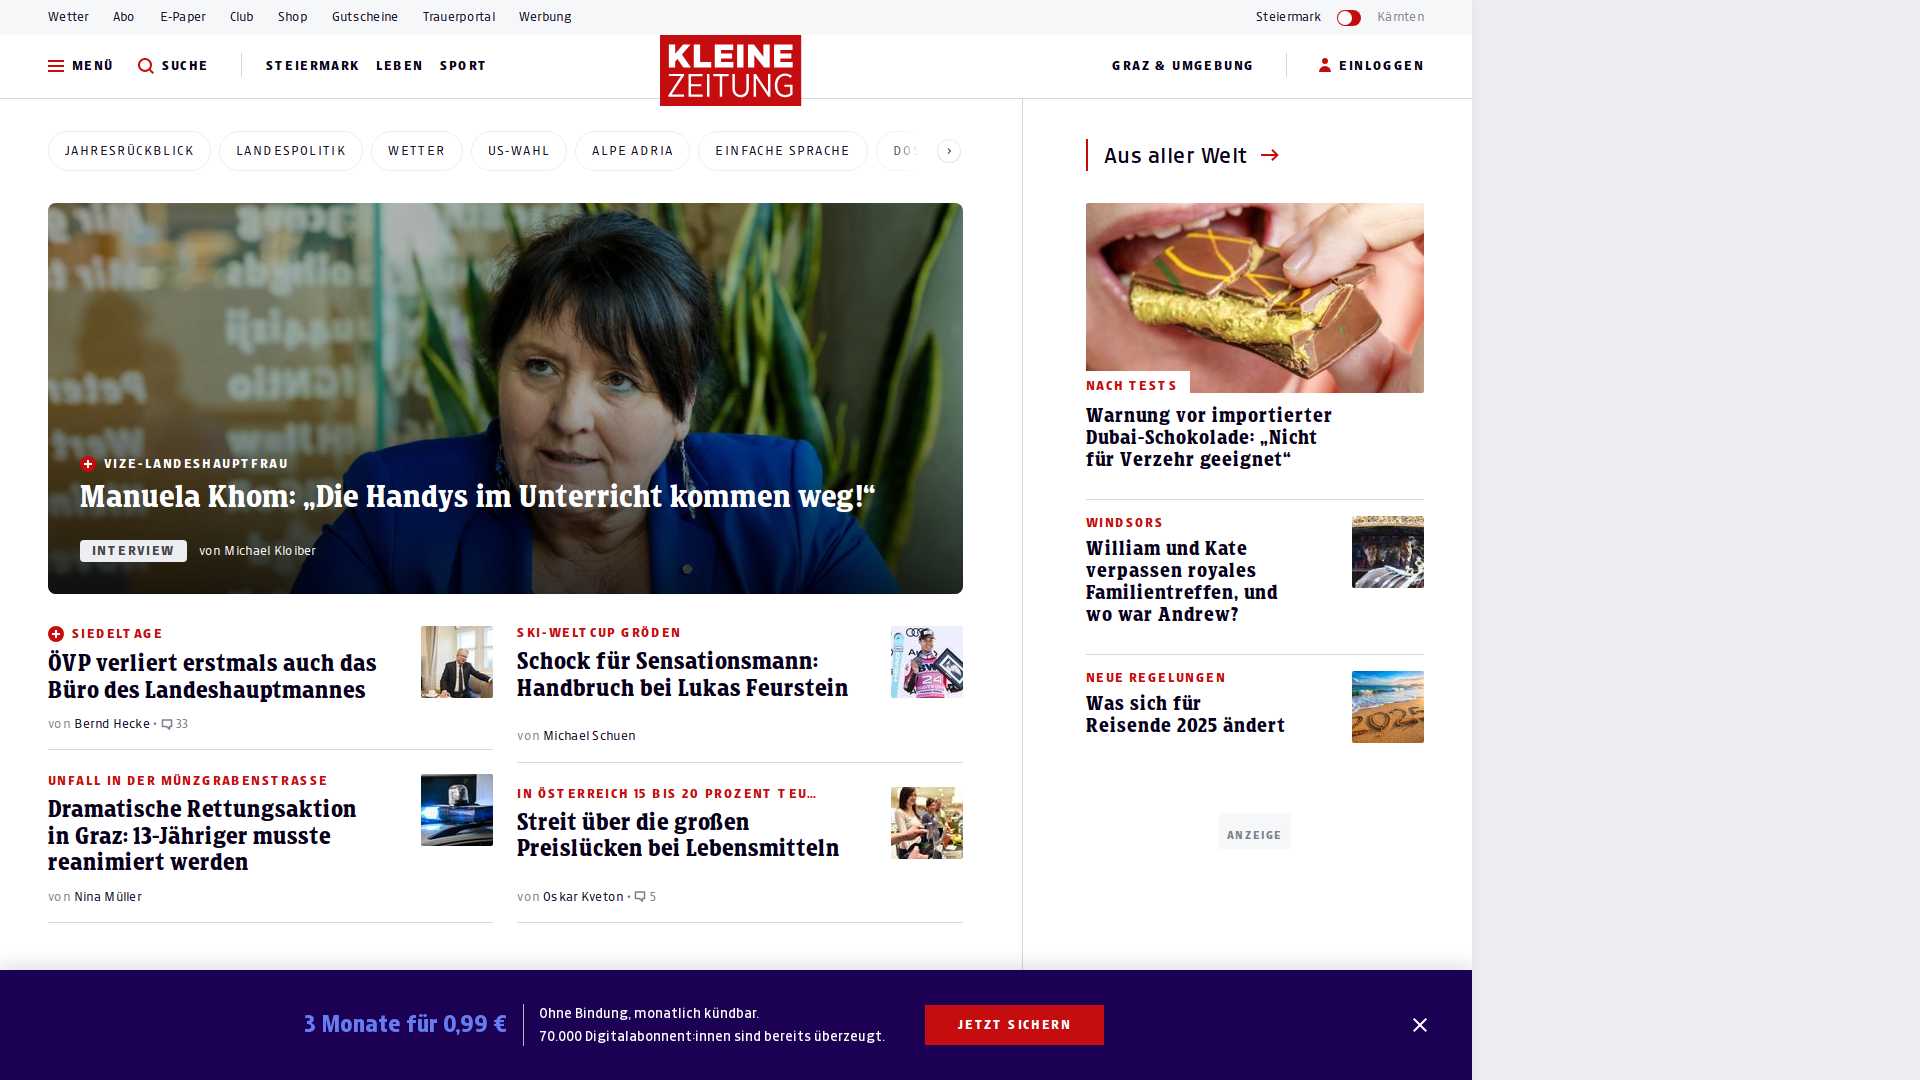 Wetter Abo E-Paper Club Shop Gutscheine Trauerportal Werbung
Steiermark Kärnten
MENÜ SUCHE STEIERMARK LEBEN SPORT
KLEINE
ZEITUNG
GRAZ & UMGEBUNG EINLOGGEN
JAHRESRÜCKBLICK LANDESPOLITIK WETTER US-WAHL ALPE ADRIA EINFACHE SPRACHE
VIZE-LANDESHAUPTFRAU
Manuela Khom: „Die Handys im Unterricht kommen weg!“
INTERVIEW von Michael Kloiber
SIEDELTAGE
ÖVP verliert erstmals auch das
Büro des Landeshauptmannes
von Bernd Hecke • 33
SKI-WELTCUP GRÖDEN
Schock für Sensationsmann:
Handbruch bei Lukas Feurstein
von Michael Schuen
UNFALL IN DER MÜNZGRABENSTRASSE
Dramatische Rettungsaktion
in Graz: 13-Jähriger musste
reanimiert werden
von Nina Müller
IN ÖSTERREICH 15 BIS 20 PROZENT TEU...
Streit über die großen
Preislücken bei Lebensmitteln
von Oskar Kveton • 5
Aus aller Welt
NACH TESTS
Warnung vor importierter
Dubai-Schokolade: „Nicht
für Verzehr geeignet“
WINDSORS
William und Kate
verpassen royales
Familientreffen, und
wo war Andrew?
NEUE REGELUNGEN
Was sich für
Reisende 2025 ändert
2025
ANZEIGE
3 Monate für 0,99 €
Ohne Bindung, monatlich kündbar.
70.000 Digitalabonnent:innen sind bereits überzeugt.
JETZT SICHERN